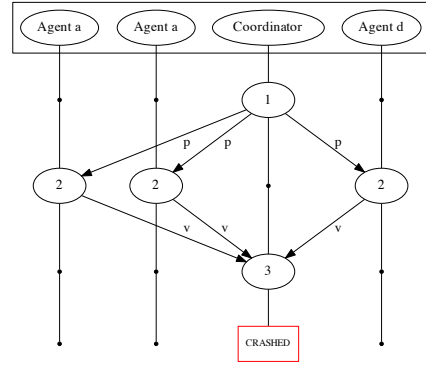 Agent a Agent a Coordinator Agent d
1
p p p
2 2 2
v v v
3
CRASHED